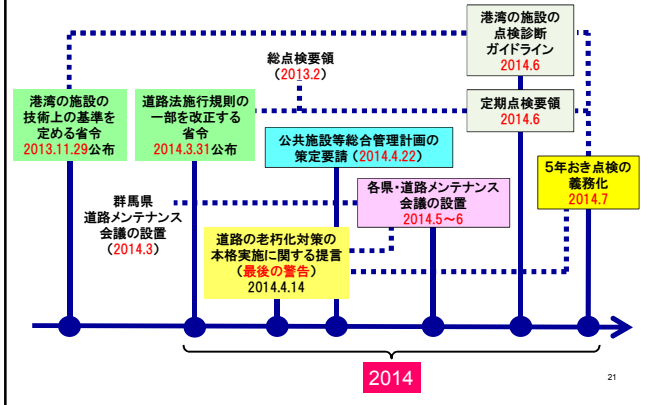 港湾の施設の
点検診断
ガイドライン
2014.6
総点検要領
（2013.2）
港湾の施設の
技術上の基準を
定める省令
2013.11.29公布
道路法施行規則の
一部を改正する
省令
2014.3.31公布
定期点検要領
2014.6
公共施設等総合管理計画の
策定要請（2014.4.22）
5年おき点検の
義務化
2014.7
群馬県
道路メンテナンス
会議の設置
（2014.3）
各県・道路メンテナンス
会議の設置
2014.5～6
道路の老朽化対策の
本格実施に関する提言
（最後の警告）
2014.4.14
2014
21